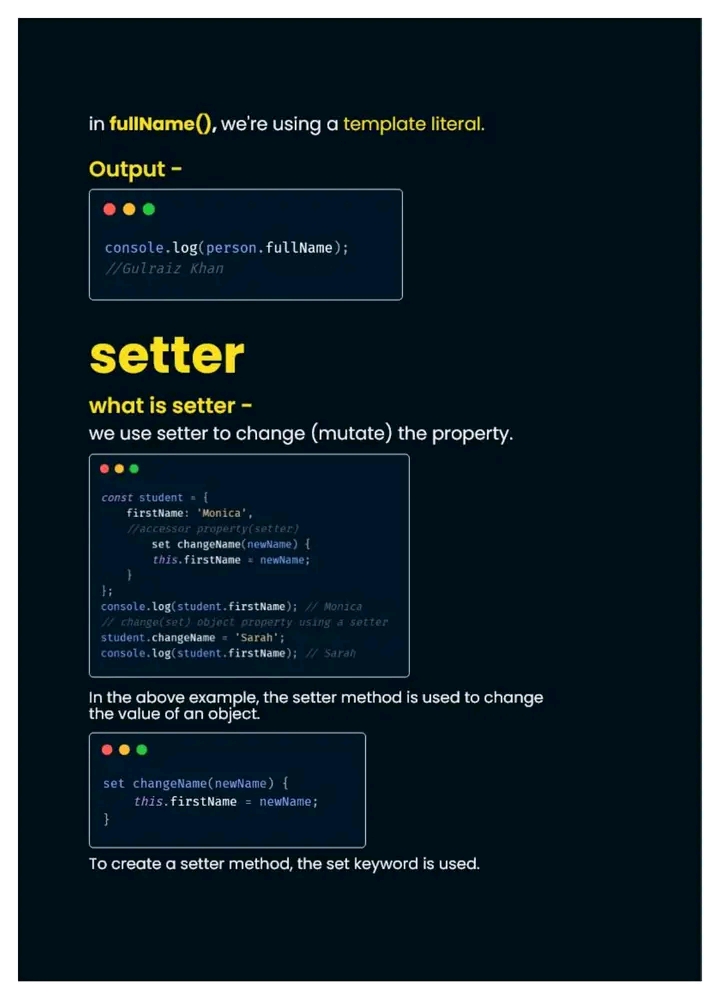 in fullName(), we're using a template literal.
Output -
console.log(person.fullName);
//Gulraiz Khan
setter
what is setter -
we use setter to change (mutate) the property.
const student = {
    firstName: 'Monica',
    //accessor property(setter)
        set changeName(newName) {
        this.firstName = newName;
    }
};
console.log(student.firstName); // Monica
// change(set) object property using a setter
student.changeName = 'Sarah';
console.log(student.firstName); // Sarah
In the above example, the setter method is used to change
the value of an object.
set changeName(newName) {
    this.firstName = newName;
}
To create a setter method, the set keyword is used.